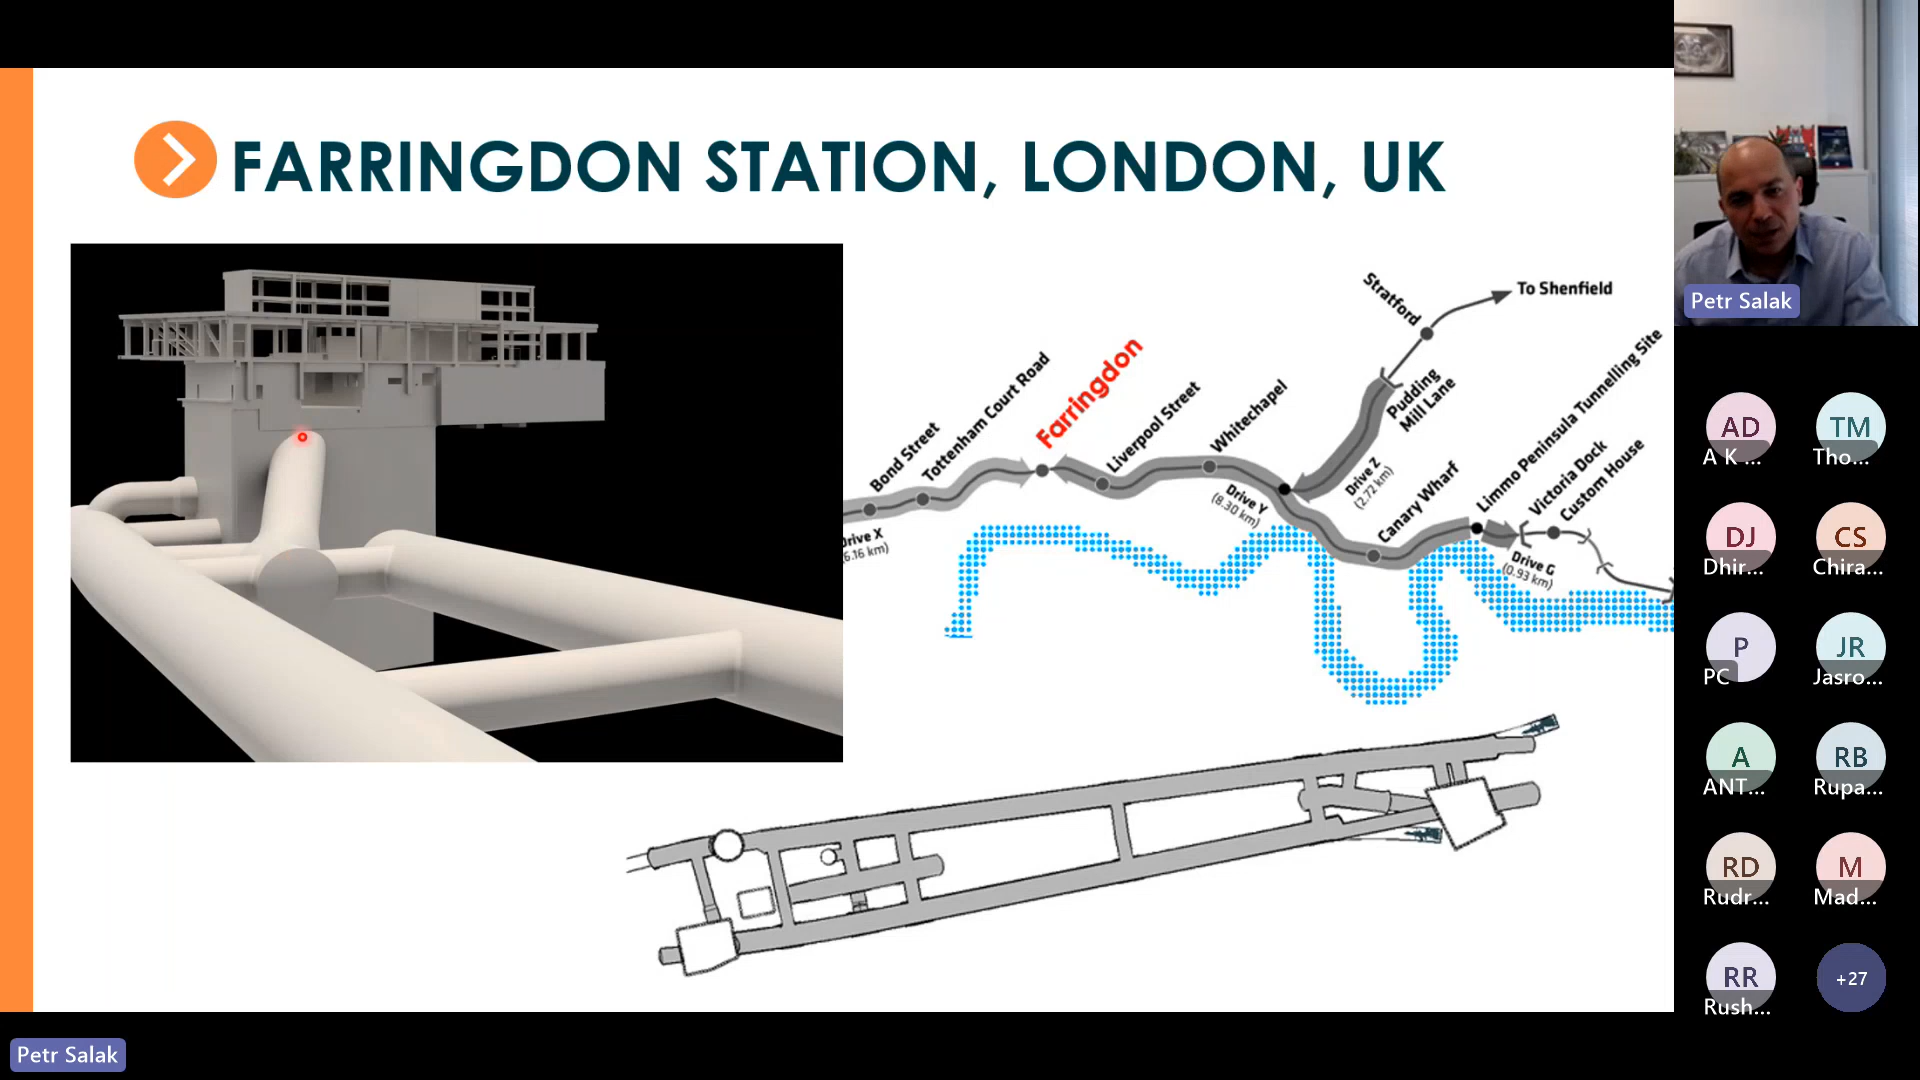 FARRINGDON STATION, LONDON, UK
To Shenfield
Stratford
Pudding
Mill Lane
Limmo Peninsula Tunnelling Site
Farringdon
Tottenham Court Road
Bond Street
Liverpool Street
Whitechapel
Drive Z
(2.72 km)
Drive Y
(8.30 km)
Canary Wharf
Victoria Dock
Custom House
Drive X
6.16 km)
Drive G
(0.93 km)
Petr Salak
AD
A K ...
TM
Tho...
DJ
Dhir...
CS
Chira...
P
PC
JR
Jasro...
A
ANT...
RB
Rupa...
RD
Rudr...
M
Mad...
RR
Rush...
+27
Petr Salak